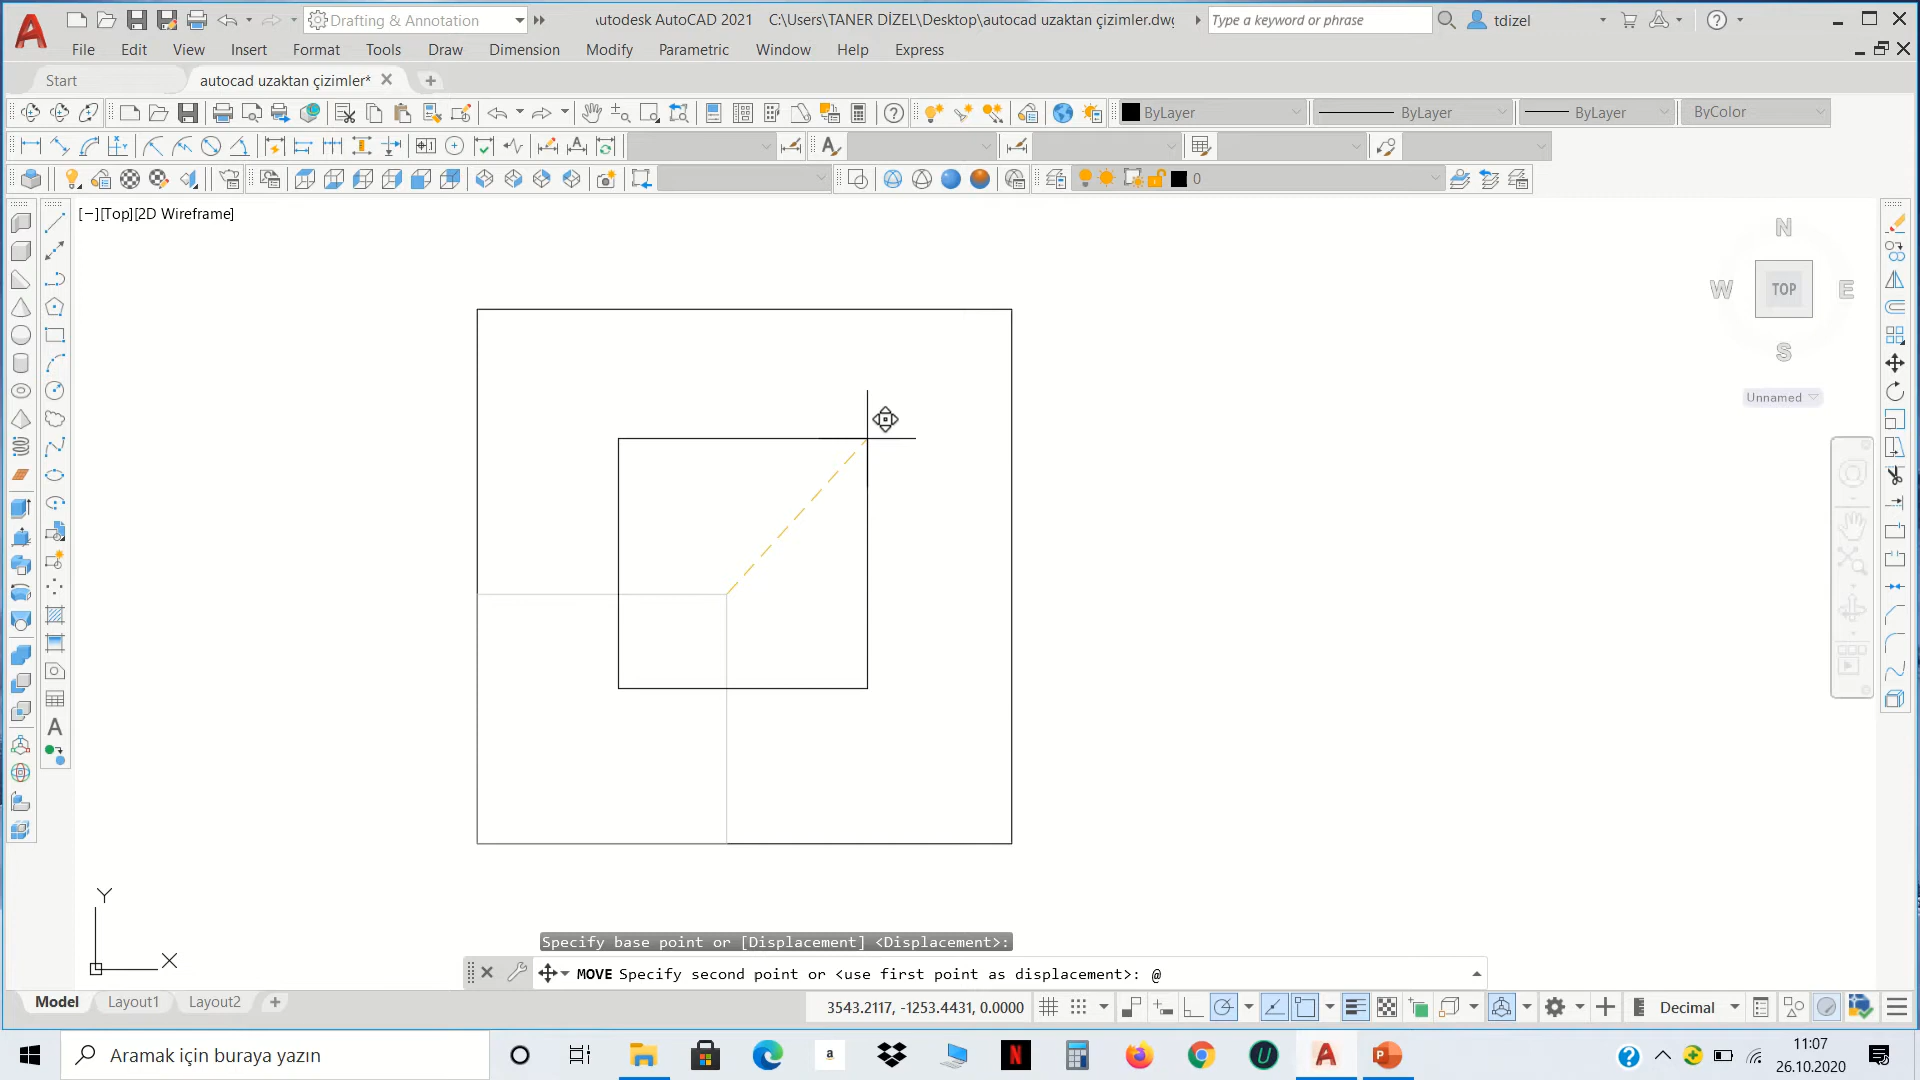 Drafting & Annotation
utodesk AutoCAD 2021 C:\Users\TANER DİZEL\Desktop\autocad uzaktan çizimler.dwg
Type a keyword or phrase
tdizel
File Edit View Insert Format Tools Draw Dimension Modify Parametric Window Help Express
Start
autocad uzaktan çizimler*
ByLayer
ByLayer
ByLayer
ByColor
0
[−][Top][2D Wireframe]
N
W
TOP
E
S
Unnamed
A
Y
X
Specify base point or [Displacement] <Displacement>:
MOVE Specify second point or <use first point as displacement>: @
Model Layout1 Layout2
3543.2117, -1253.4431, 0.0000
Decimal
Aramak için buraya yazın
11:07
26.10.2020